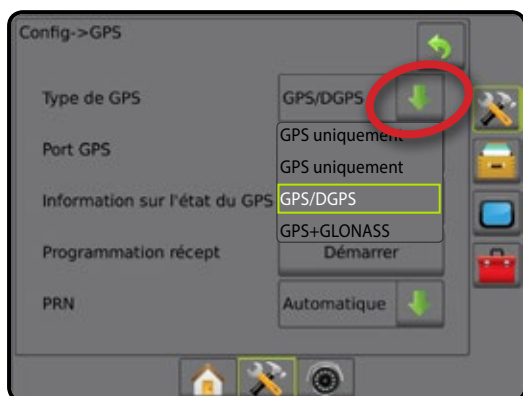 Config->GPS
Type de GPS
GPS/DGPS
Port GPS
GPS uniquement
GPS uniquement
Information sur l'état du GPS
GPS/DGPS
GPS+GLONASS
Programmation récept
Démarrer
PRN
Automatique